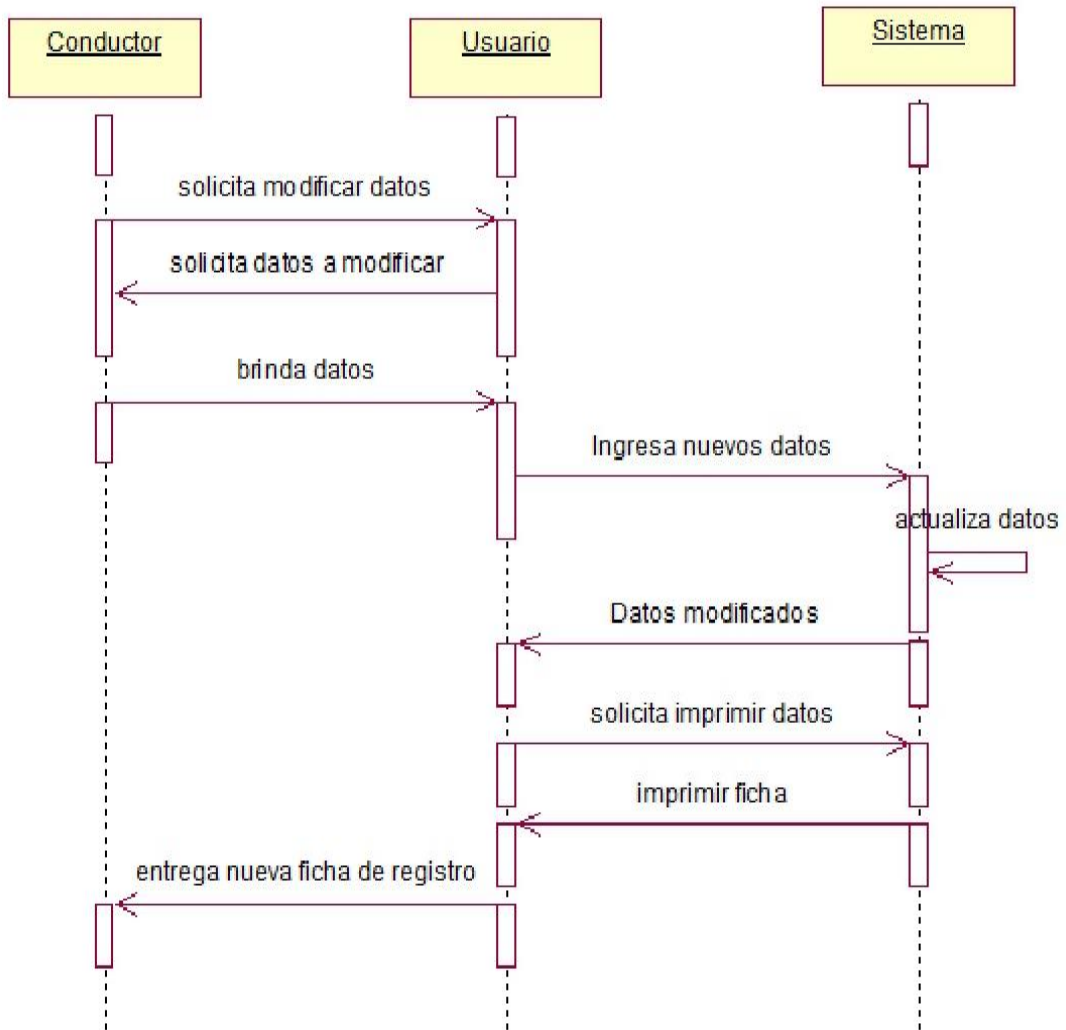 Conductor
Usuario
Sistema
solicita modificar datos
solicita datos a modificar
brinda datos
Ingresa nuevos datos
actualiza datos
Datos modificados
solicita imprimir datos
imprimir ficha
entrega nueva ficha de registro